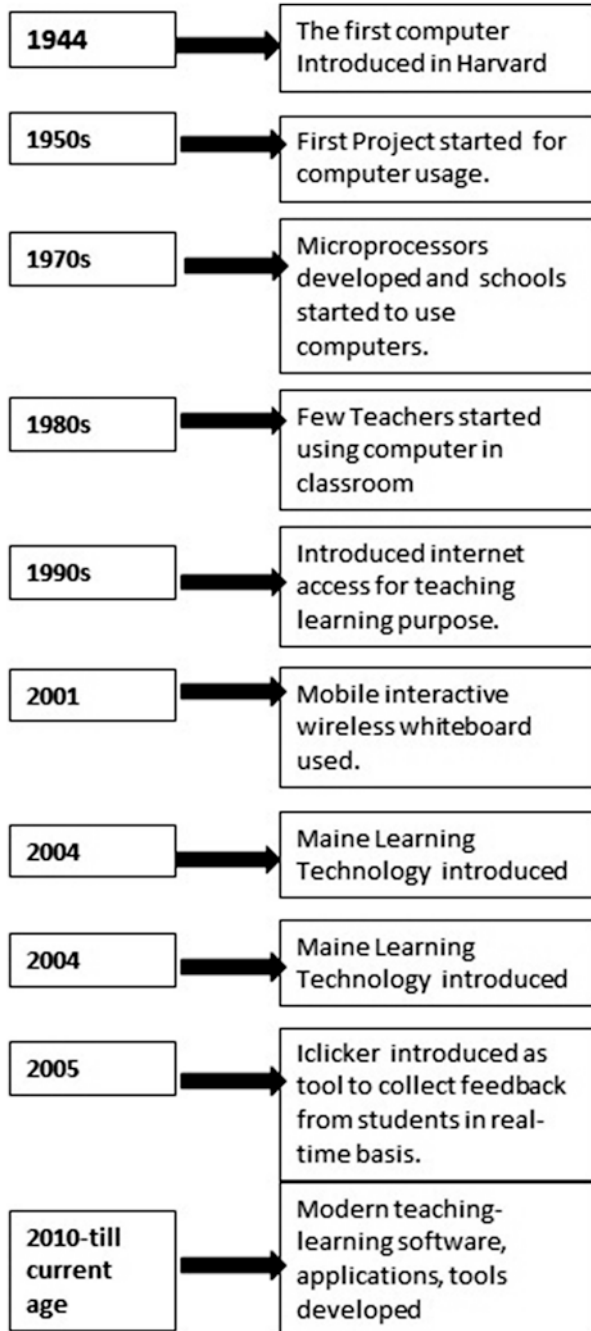 1944
The first computer
Introduced in Harvard
1950s
First Project started for
computer usage.
1970s
Microprocessors
developed and schools
started to use
computers.
1980s
Few Teachers started
using computer in
classroom
1990s
Introduced internet
access for teaching
learning purpose.
2001
Mobile interactive
wireless whiteboard
used.
2004
Maine Learning
Technology introduced
2004
Maine Learning
Technology introduced
2005
Iclicker introduced as
tool to collect feedback
from students in real-
time basis.
2010-till
current
age
Modern teaching-
learning software,
applications, tools
developed